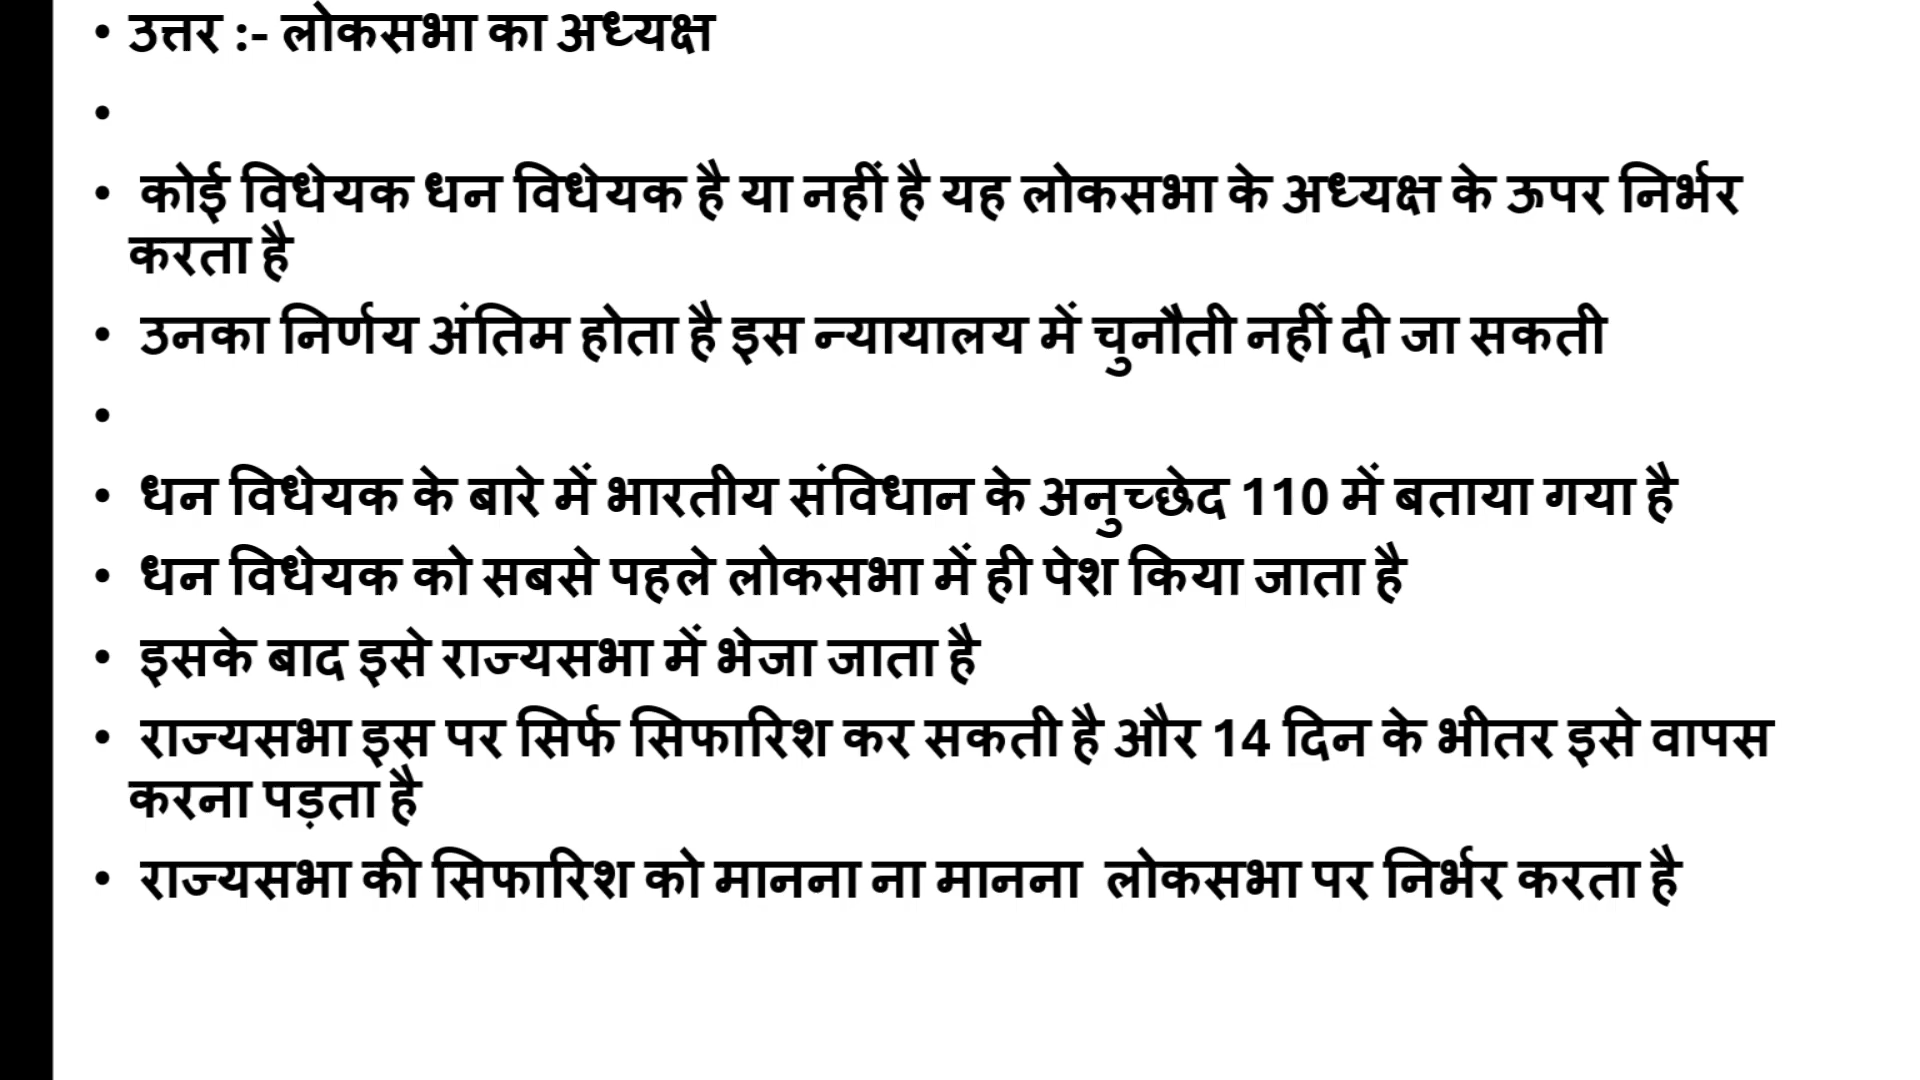 • उत्तर :- लोकसभा का अध्यक्ष
•
• कोई विधेयक धन विधेयक है या नहीं है यह लोकसभा के अध्यक्ष के ऊपर निर्भर
करता है
• उनका निर्णय अंतिम होता है इस न्यायालय में चुनौती नहीं दी जा सकती
•
• धन विधेयक के बारे में भारतीय संविधान के अनुच्छेद 110 में बताया गया है
• धन विधेयक को सबसे पहले लोकसभा में ही पेश किया जाता है
• इसके बाद इसे राज्यसभा में भेजा जाता है
• राज्यसभा इस पर सिर्फ सिफारिश कर सकती है और 14 दिन के भीतर इसे वापस
करना पड़ता है
• राज्यसभा की सिफारिश को मानना ना मानना लोकसभा पर निर्भर करता है